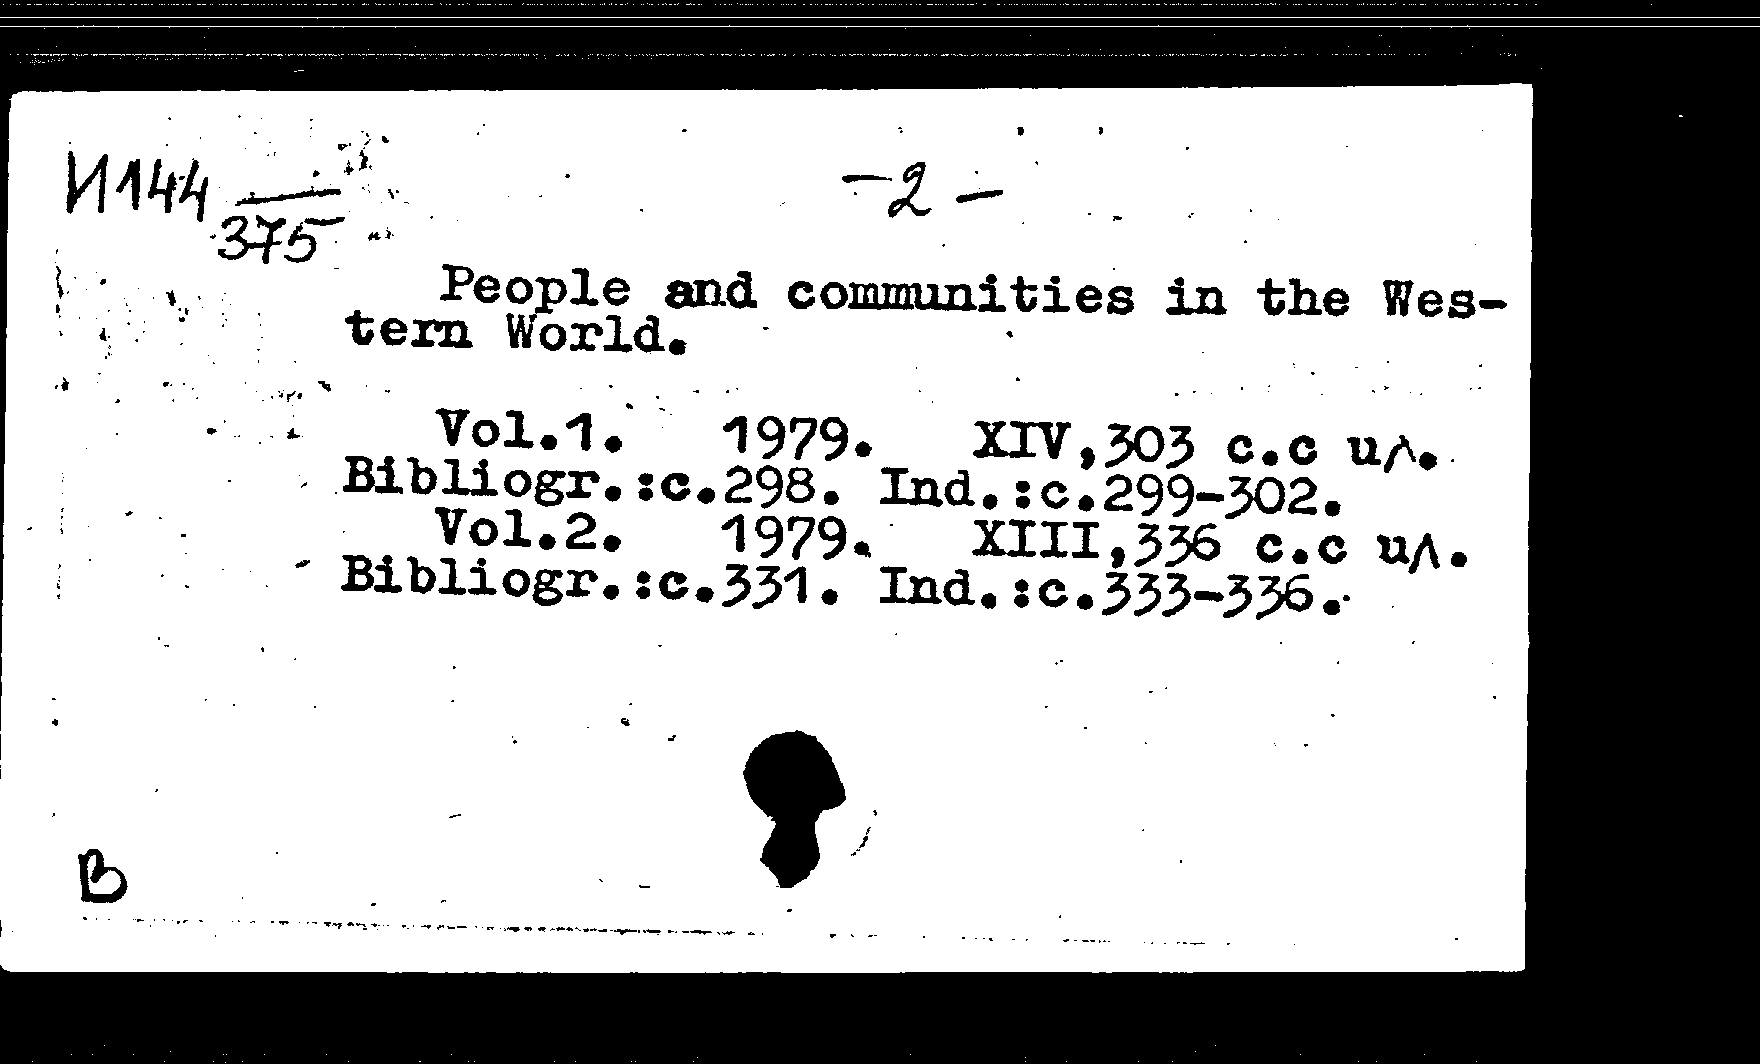 И144 — 2 —
375
People and communities in the Wes-
tern World.
Vol.1. 1979. XIV,303 с.с ил.
Bibliogr.:с.298. Ind.:с.299-302.
Vol.2. 1979. XIII,336 с.с ил.
Bibliogr.:с.331. Ind.:с.333-336.
В